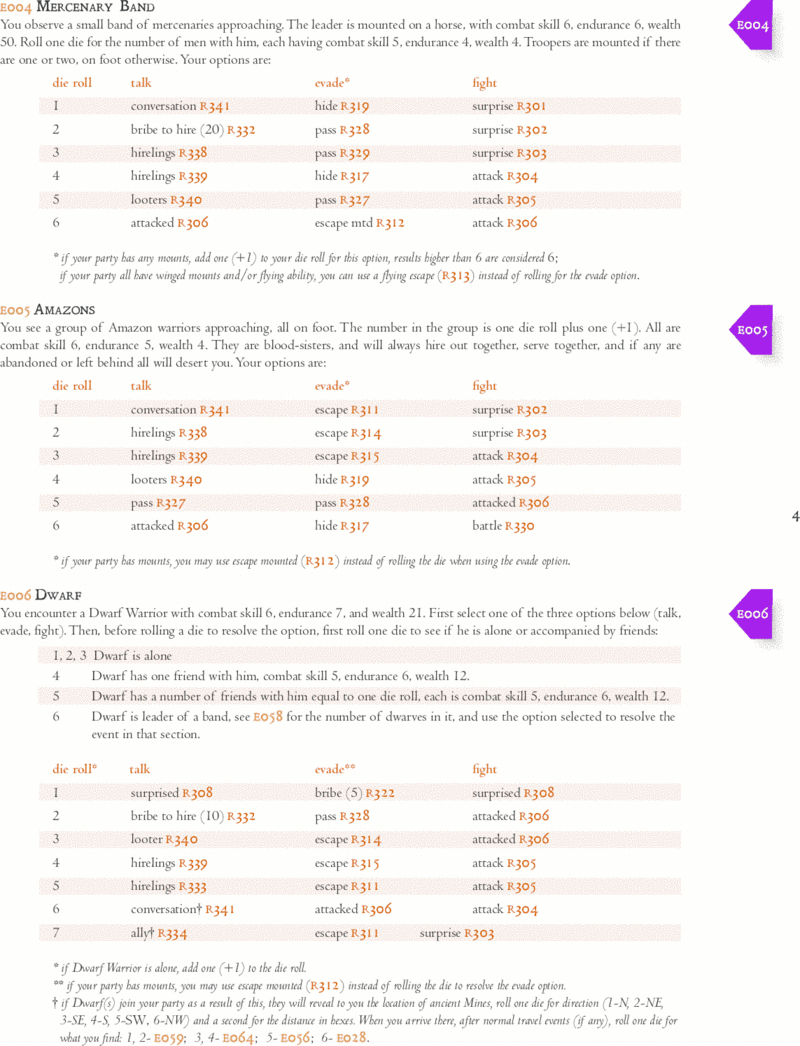 E004 Mercenary Band
You observe a small band of mercenaries approaching. The leader is mounted on a horse, with combat skill 6, endurance 6, wealth
50. Roll one die for the number of men with him, each having combat skill 5, endurance 4, wealth 4. Troopers are mounted if there
are one or two, on foot otherwise. Your options are:
E004
die roll talk evade* fight
1 conversation R341 hide R319 surprise R301
2 bribe to hire (20) R332 pass R328 surprise R302
3 hirelings R338 pass R329 surprise R303
4 hirelings R339 hide R317 attack R304
5 looters R340 pass R327 attack R305
6 attacked R306 escape mtd R312 attack R306
* if your party has any mounts, add one (+1) to your die roll for this option, results higher than 6 are considered 6;
if your party all have winged mounts and/or flying ability, you can use a flying escape (R313) instead of rolling for the evade option.
E005 Amazons
You see a group of Amazon warriors approaching, all on foot. The number in the group is one die roll plus one (+1). All are
combat skill 6, endurance 5, wealth 4. They are blood-sisters, and will always hire out together, serve together, and if any are
abandoned or left behind all will desert you. Your options are:
E005
die roll talk evade* fight
1 conversation R341 escape R311 surprise R302
2 hirelings R338 escape R314 surprise R303
3 hirelings R339 escape R315 attack R304
4 looters R340 hide R319 attack R305
5 pass R327 pass R328 attacked R306
6 attacked R306 hide R317 battle R330
4
* if your party has mounts, you may use escape mounted (R312) instead of rolling the die when using the evade option.
E006 Dwarf
You encounter a Dwarf Warrior with combat skill 6, endurance 7, and wealth 21. First select one of the three options below (talk,
evade, fight). Then, before rolling a die to resolve the option, first roll one die to see if he is alone or accompanied by friends:
E006
1, 2, 3 Dwarf is alone
4 Dwarf has one friend with him, combat skill 5, endurance 6, wealth 12.
5 Dwarf has a number of friends with him equal to one die roll, each is combat skill 5, endurance 6, wealth 12.
6 Dwarf is leader of a band, see E058 for the number of dwarves in it, and use the option selected to resolve the
event in that section.
die roll* talk evade** fight
1 surprised R308 bribe (5) R322 surprised R308
2 bribe to hire (10) R332 pass R328 attacked R306
3 looter R340 escape R314 attacked R306
4 hirelings R339 escape R315 attack R305
5 hirelings R333 escape R311 attack R305
6 conversation† R341 attacked R306 attack R304
7 ally† R334 escape R311 surprise R303
* if Dwarf Warrior is alone, add one (+1) to the die roll.
** if your party has mounts, you may use escape mounted (R312) instead of rolling the die to resolve the evade option.
† if Dwarf(s) join your party as a result of this, they will reveal to you the location of ancient Mines, roll one die for direction (1-N, 2-NE,
3-SE, 4-S, 5-SW, 6-NW) and a second for the distance in hexes. When you arrive there, after normal travel events (if any), roll one die for
what you find: 1, 2- E059; 3, 4- E064; 5- E056; 6- E028.